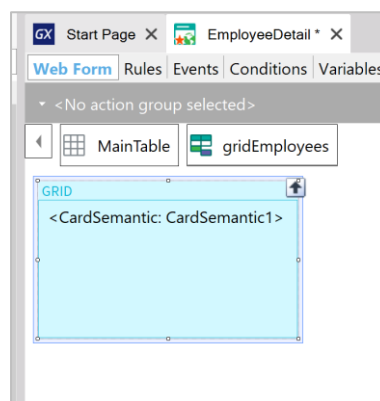 GX Start Page EmployeeDetail *
Web Form Rules Events Conditions Variables
<No action group selected>
MainTable gridEmployees
GRID
<CardSemantic: CardSemantic1>